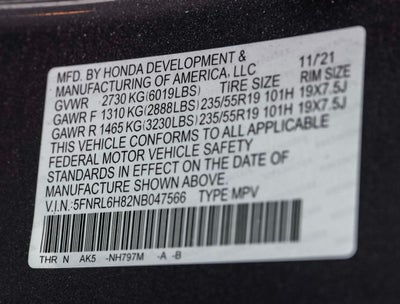 MFD. BY HONDA DEVELOPMENT & 11/21
MANUFACTURING OF AMERICA, LLC
GVWR 2730 KG(6019LBS) TIRE SIZE RIM SIZE
GAWR F 1310 KG(2888LBS) 235/55R19 101H 19X7.5J
GAWR R 1465 KG(3230LBS) 235/55R19 101H 19X7.5J
THIS VEHICLE CONFORMS TO ALL APPLICABLE
FEDERAL MOTOR VEHICLE SAFETY
STANDARDS IN EFFECT ON THE DATE OF
MANUFACTURE SHOWN ABOVE.
V.I.N.:5FNRL6H82NB047566 TYPE MPV
THR N AK5 -NH797M -A -B